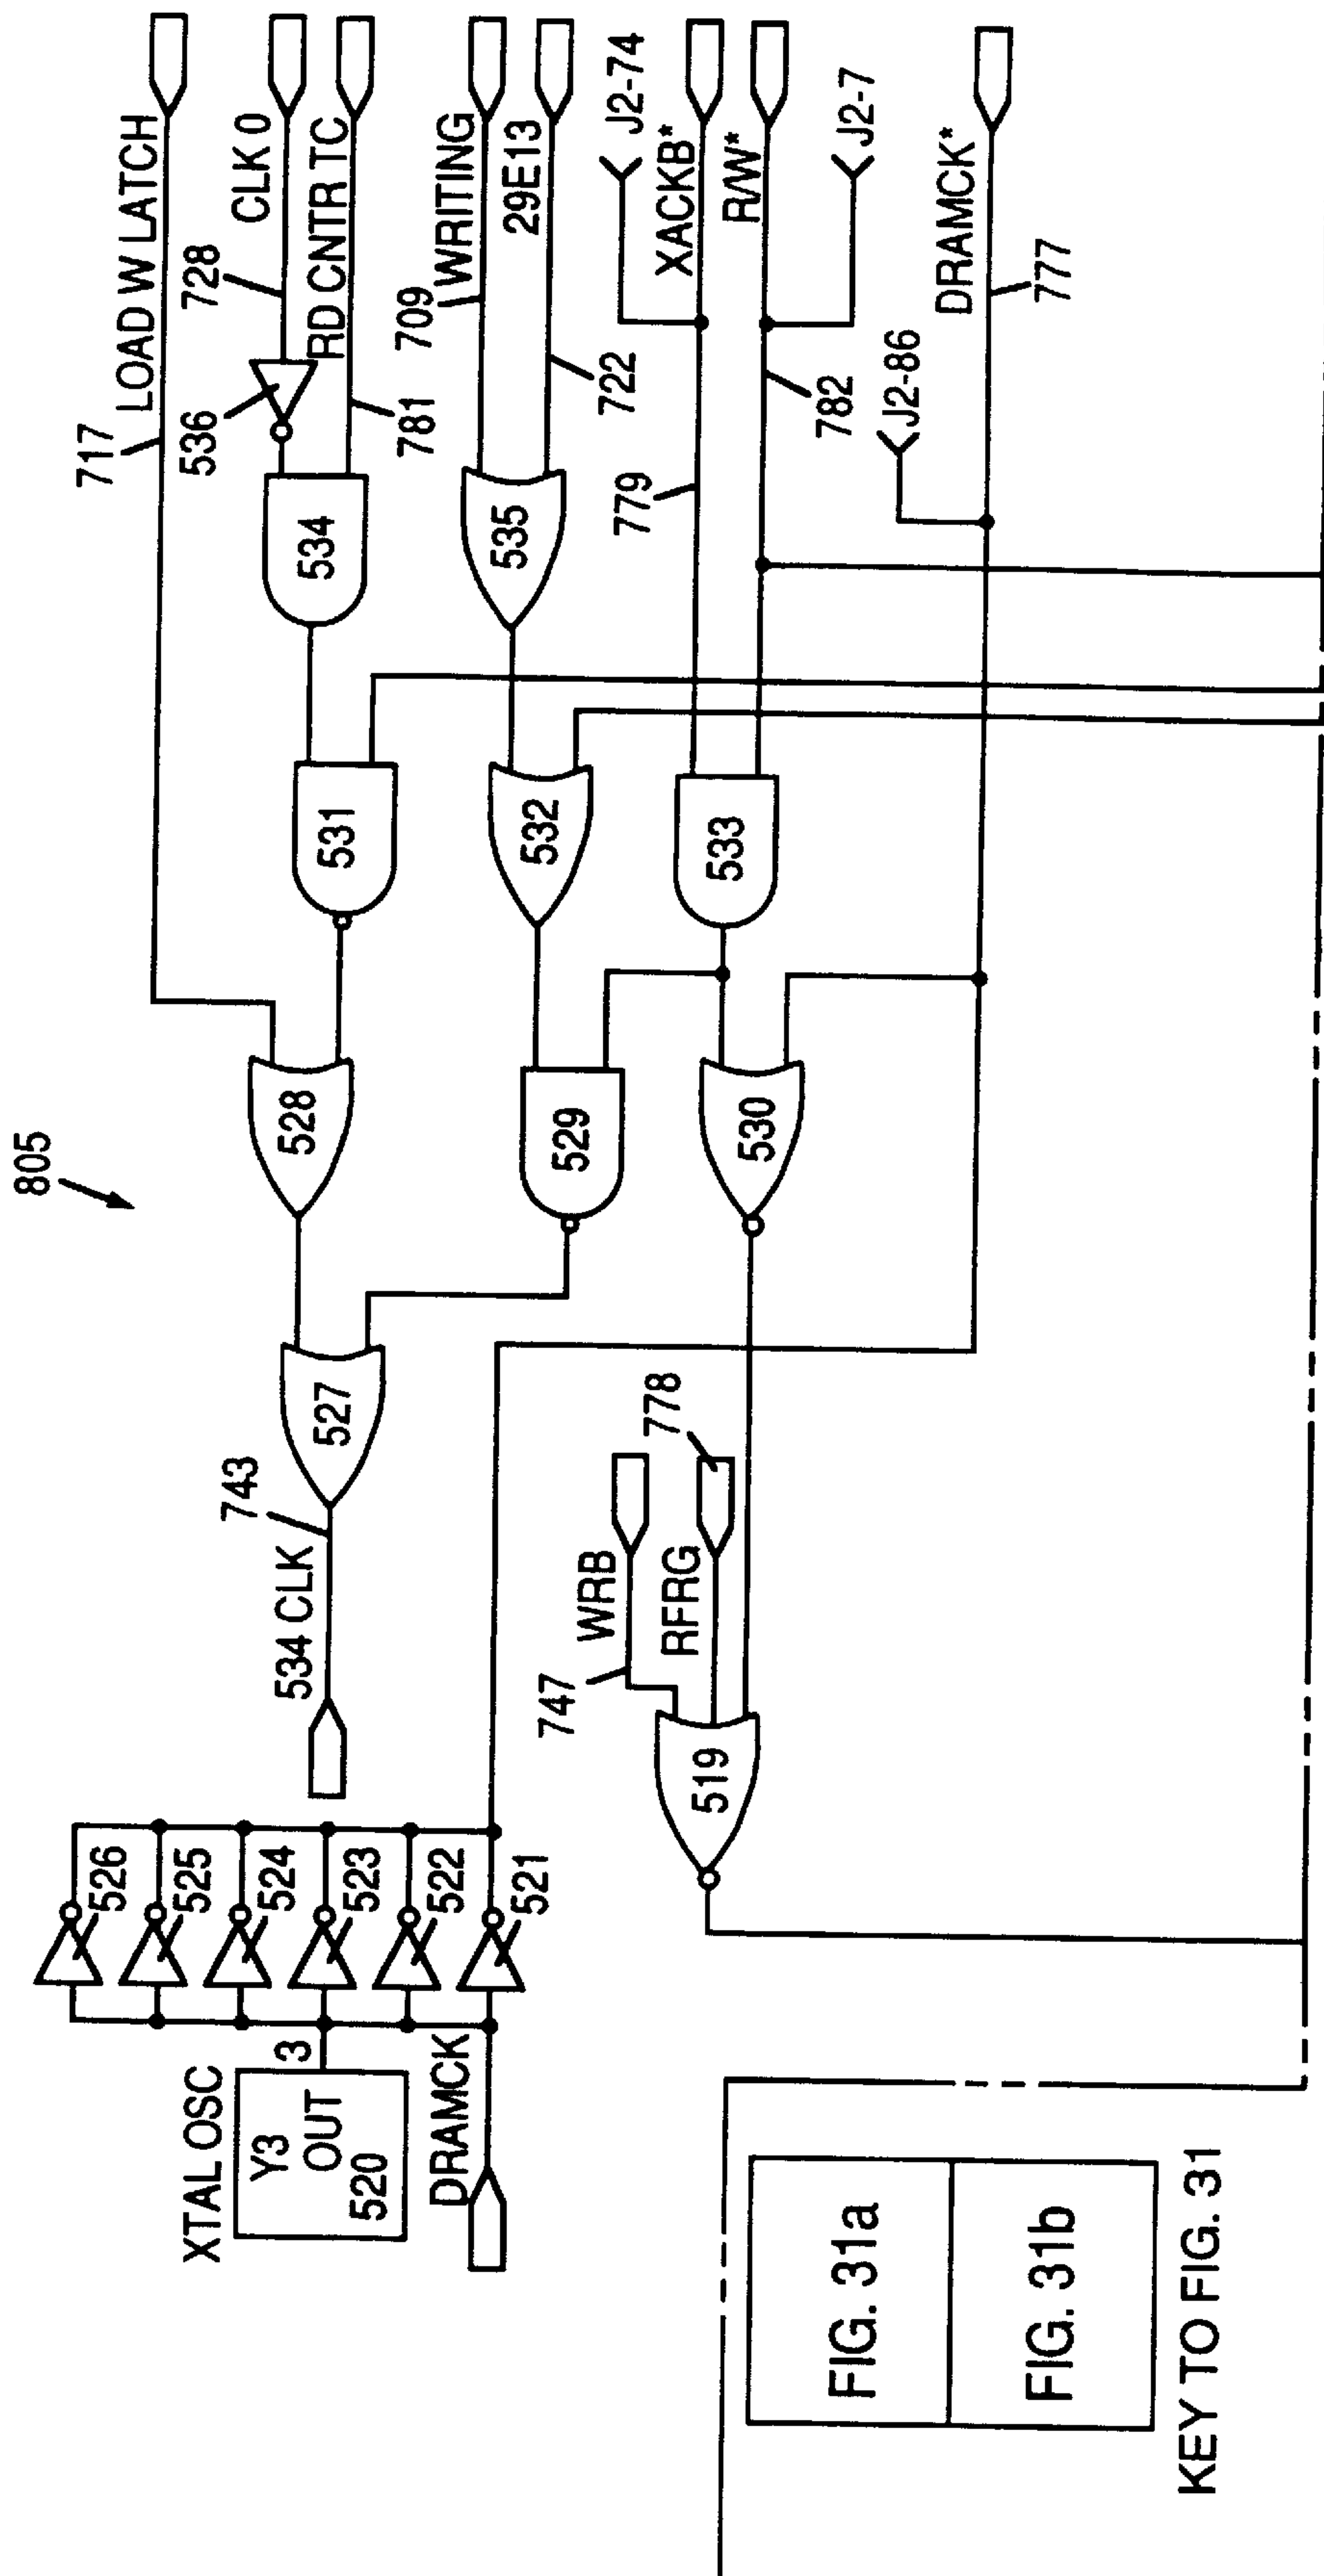 805
717
LOAD W LATCH
728
CLK 0
536
RD CNTR TC
781
534
709
WRITING
535
29E13
722
J2-74
779
XACKB*
R/W*
782
J2-7
J2-86
DRAMCK*
777
531
532
533
528
529
530
527
743
534 CLK
747
WRB
RFRG
778
519
526
525
524
523
522
521
XTAL OSC
3
Y3
OUT
520
DRAMCK
FIG. 31a
FIG. 31b
KEY TO FIG. 31